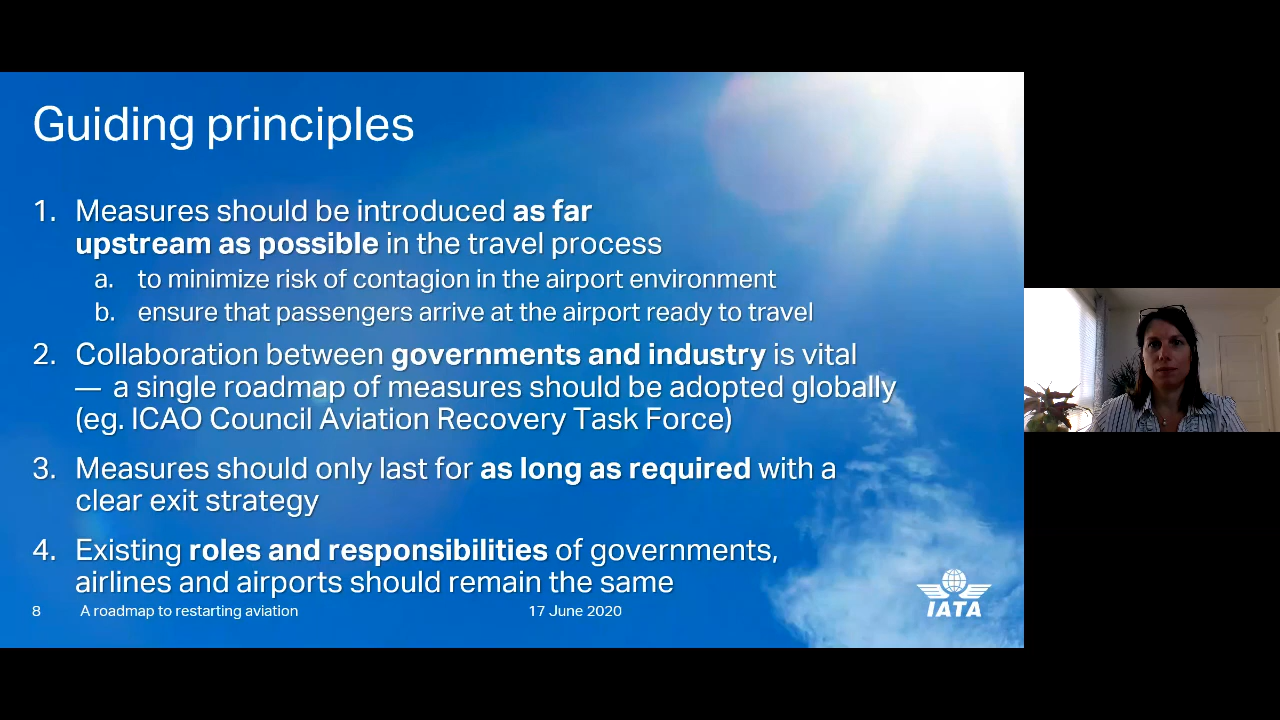 Guiding principles
1. Measures should be introduced as far
upstream as possible in the travel process
a. to minimize risk of contagion in the airport environment
b. ensure that passengers arrive at the airport ready to travel
2. Collaboration between governments and industry is vital
— a single roadmap of measures should be adopted globally
(eg. ICAO Council Aviation Recovery Task Force)
3. Measures should only last for as long as required with a
clear exit strategy
4. Existing roles and responsibilities of governments,
airlines and airports should remain the same
8 A roadmap to restarting aviation 17 June 2020
IATA